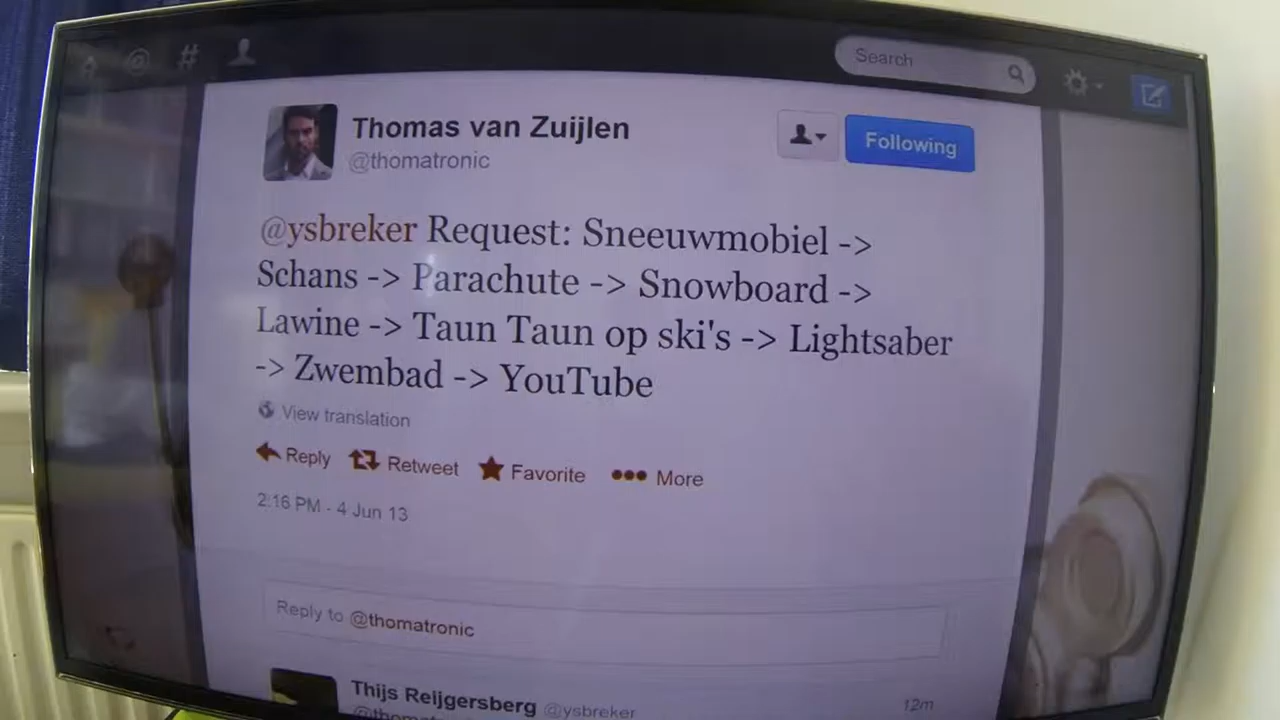 #
Search
Thomas van Zuijlen
@thomatronic
Following
@ysbreker Request: Sneeuwmobiel ->
Schans -> Parachute -> Snowboard ->
Lawine -> Taun Taun op ski's -> Lightsaber
-> Zwembad -> YouTube
View translation
Reply Retweet Favorite More
2:16 PM - 4 Jun 13
Reply to @thomatronic
Thijs Reijgersberg @ysbreker 12m